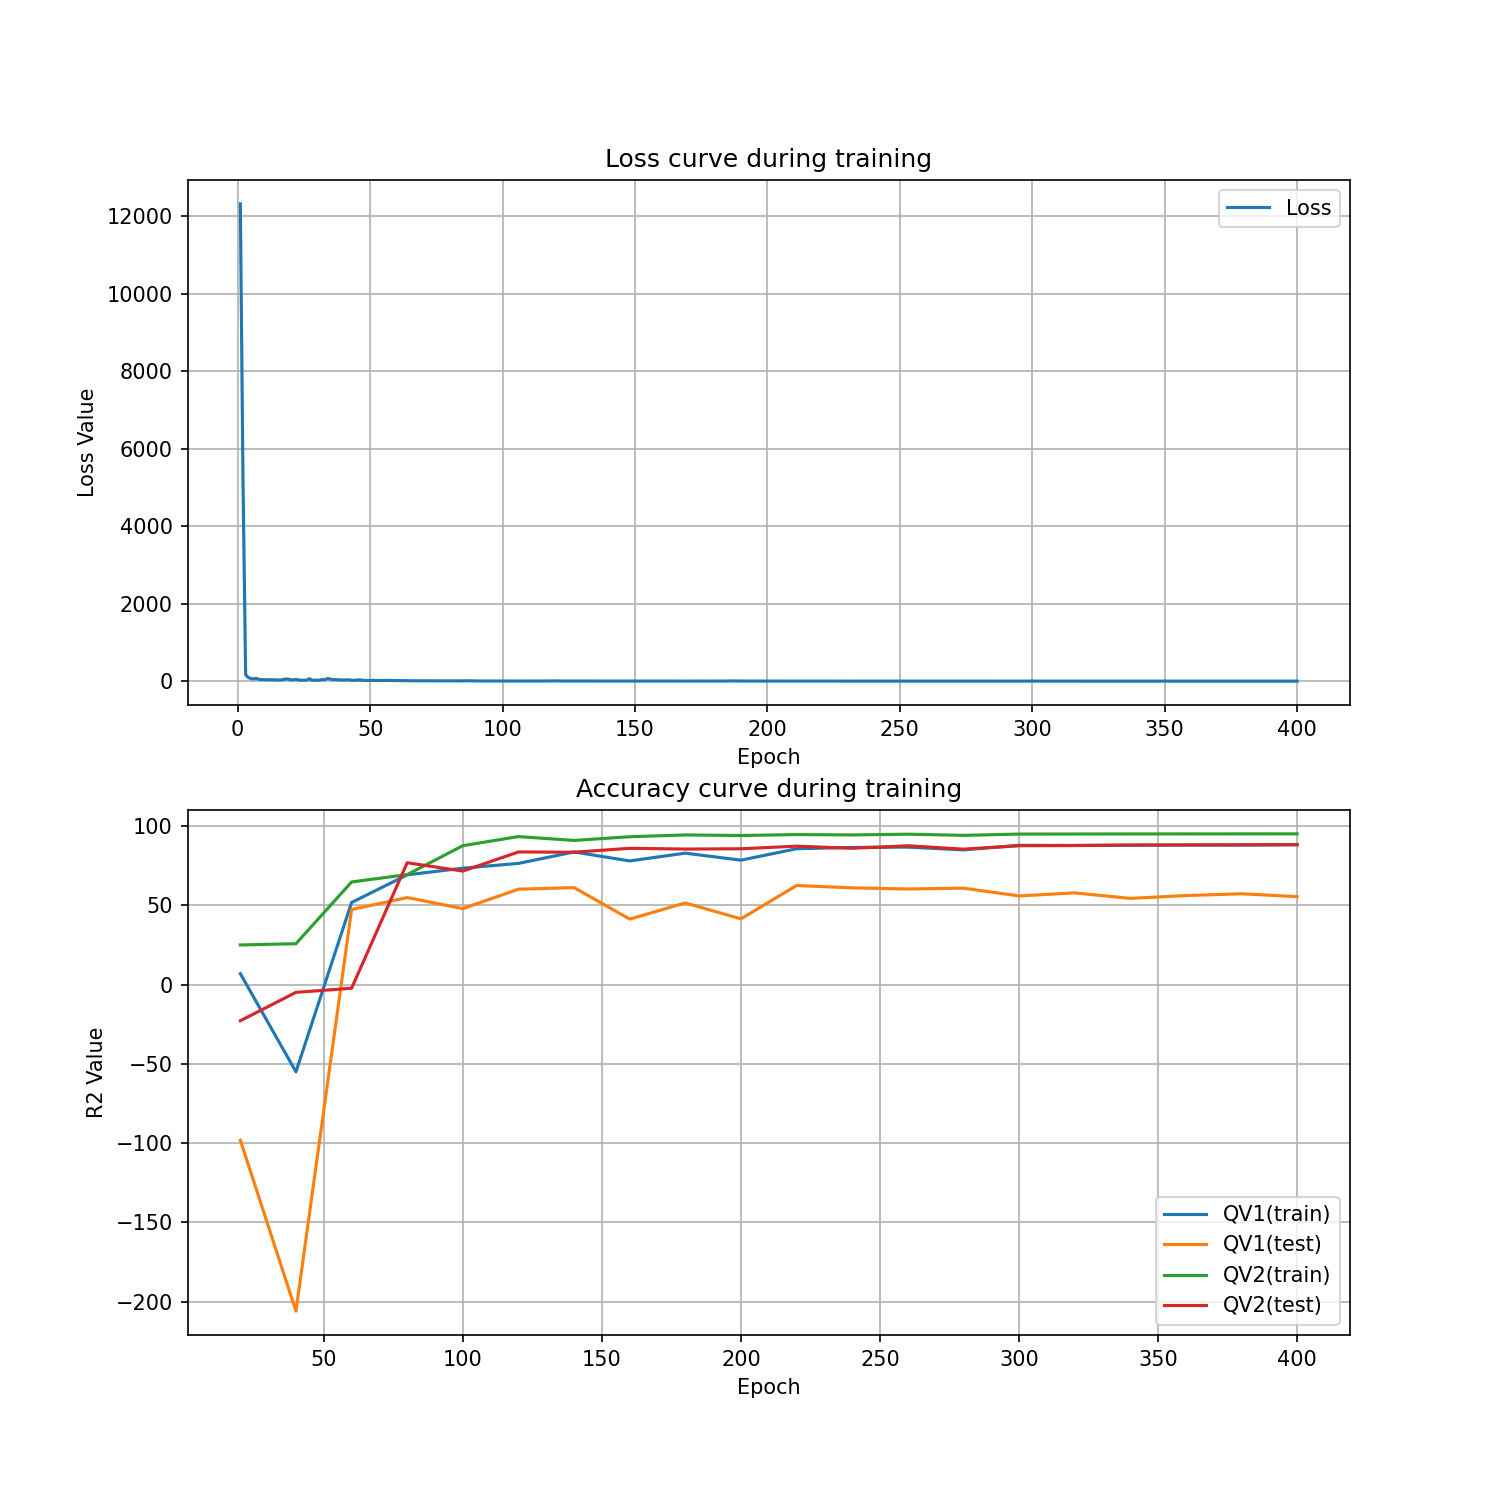 Loss curve during training
12000
10000
8000
6000
4000
2000
0
Loss Value
Loss
0 50 100 150 200 250 300 350 400
Epoch
Accuracy curve during training
100
50
0
−50
−100
−150
−200
R2 Value
QV1(train)
QV1(test)
QV2(train)
QV2(test)
50 100 150 200 250 300 350 400
Epoch